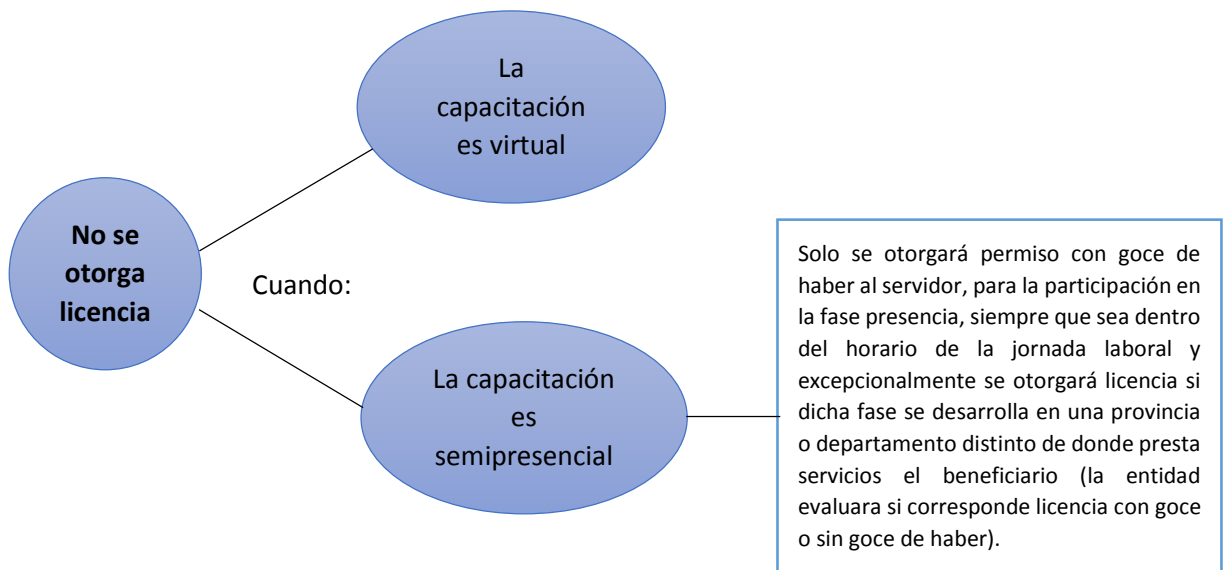 La
capacitación
es virtual
No se
otorga
licencia
Cuando:
La capacitación
es
semipresencial
Solo se otorgará permiso con goce de
haber al servidor, para la participación en
la fase presencia, siempre que sea dentro
del horario de la jornada laboral y
excepcionalmente se otorgará licencia si
dicha fase se desarrolla en una provincia
o departamento distinto de donde presta
servicios el beneficiario (la entidad
evaluara si corresponde licencia con goce
o sin goce de haber).